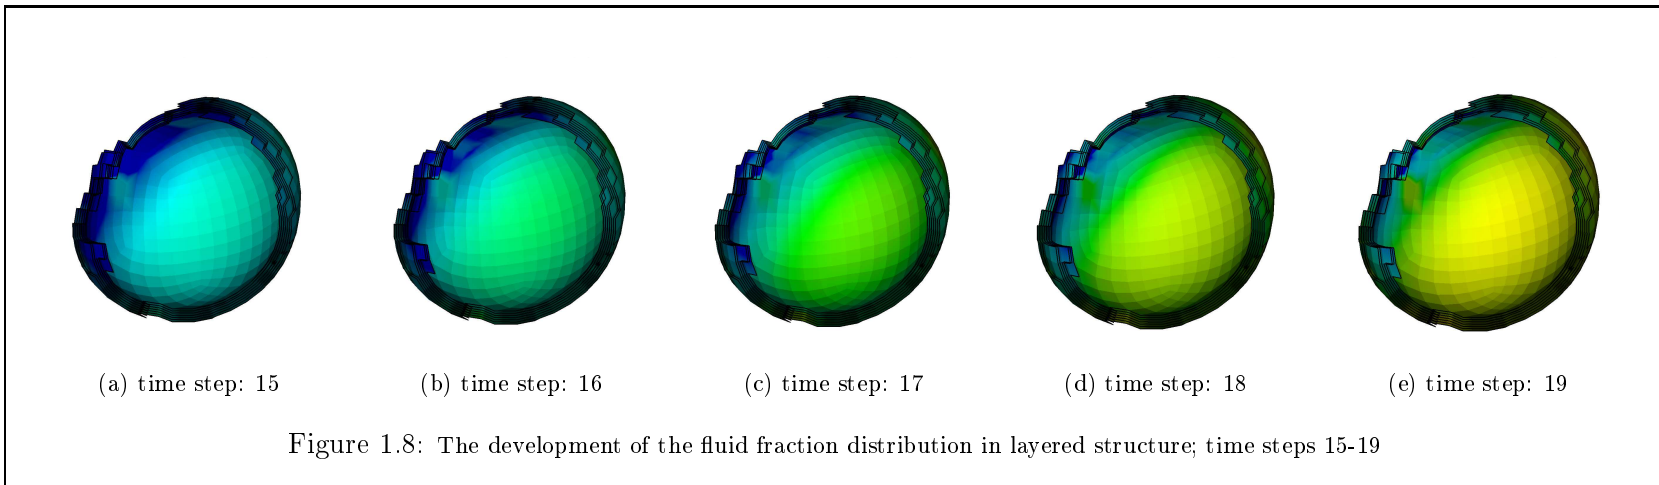 (a) time step: 15 (b) time step: 16 (c) time step: 17 (d) time step: 18 (e) time step: 19
Figure 1.8: The development of the fluid fraction distribution in layered structure; time steps 15-19